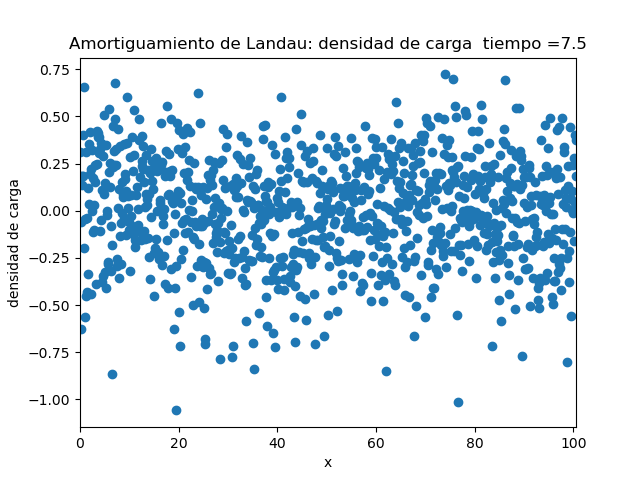 Amortiguamiento de Landau: densidad de carga  tiempo =7.5
0.75
0.50
0.25
0.00
−0.25
−0.50
−0.75
−1.00
densidad de carga
0 20 40 60 80 100
x